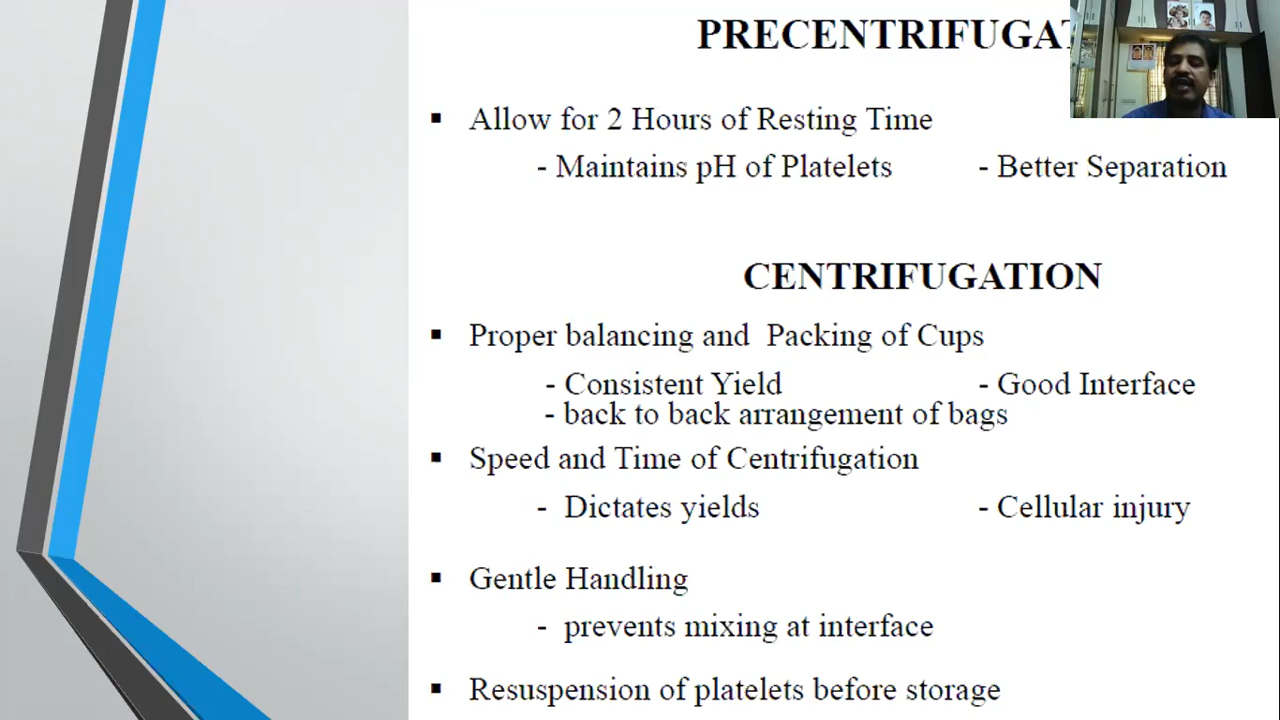 PRECENTRIFUGAT
▪ Allow for 2 Hours of Resting Time
- Maintains pH of Platelets - Better Separation
CENTRIFUGATION
▪ Proper balancing and Packing of Cups
- Consistent Yield - Good Interface
- back to back arrangement of bags
▪ Speed and Time of Centrifugation
- Dictates yields - Cellular injury
▪ Gentle Handling
- prevents mixing at interface
▪ Resuspension of platelets before storage